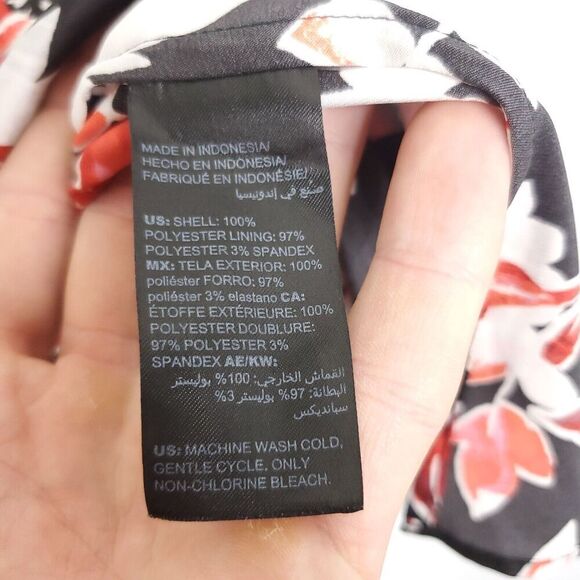 MADE IN INDONESIA/
HECHO EN INDONESIA/
FABRIQUÉ EN INDONÉSIE/
صنع في إندونيسيا
US: SHELL: 100%
POLYESTER LINING: 97%
POLYESTER 3% SPANDEX
MX: TELA EXTERIOR: 100%
poliéster FORRO: 97%
poliéster 3% elastano CA:
ÉTOFFE EXTÉRIEURE: 100%
POLYESTER DOUBLURE:
97% POLYESTER 3%
SPANDEX AE/KW:
القماش الخارجي: 100% بوليستر
البطانة: 97% بوليستر 3%
سباندیکس
US: MACHINE WASH COLD,
GENTLE CYCLE. ONLY
NON-CHLORINE BLEACH.